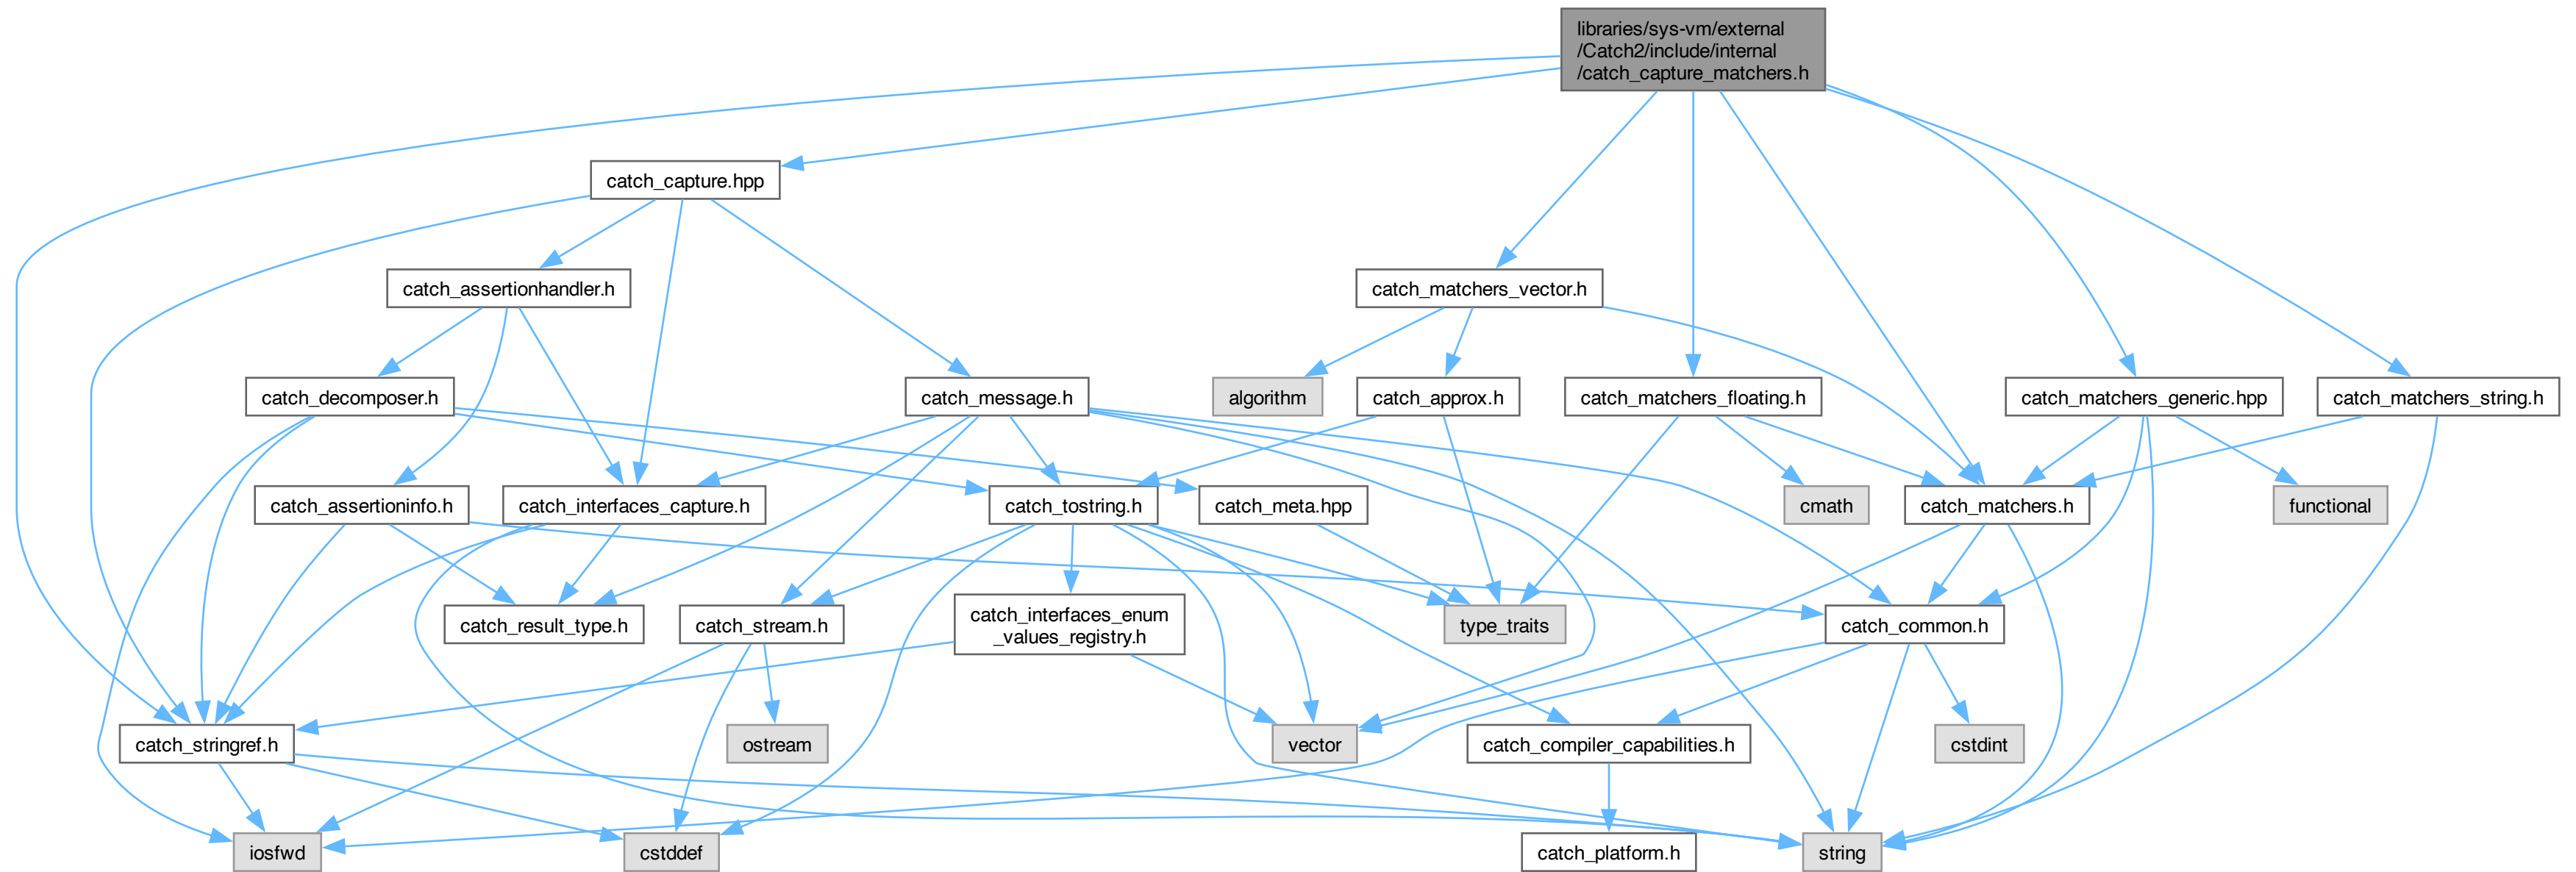 libraries/sys-vm/external
/Catch2/include/internal
/catch_capture_matchers.h
catch_capture.hpp
catch_assertionhandler.h
catch_matchers_vector.h
catch_decomposer.h
catch_message.h
algorithm
catch_approx.h
catch_matchers_floating.h
catch_matchers_generic.hpp
catch_matchers_string.h
catch_assertioninfo.h
catch_interfaces_capture.h
catch_tostring.h
catch_meta.hpp
cmath
catch_matchers.h
functional
catch_result_type.h
catch_stream.h
catch_interfaces_enum
_values_registry.h
type_traits
catch_common.h
catch_stringref.h
ostream
vector
catch_compiler_capabilities.h
cstdint
iosfwd
cstddef
catch_platform.h
string